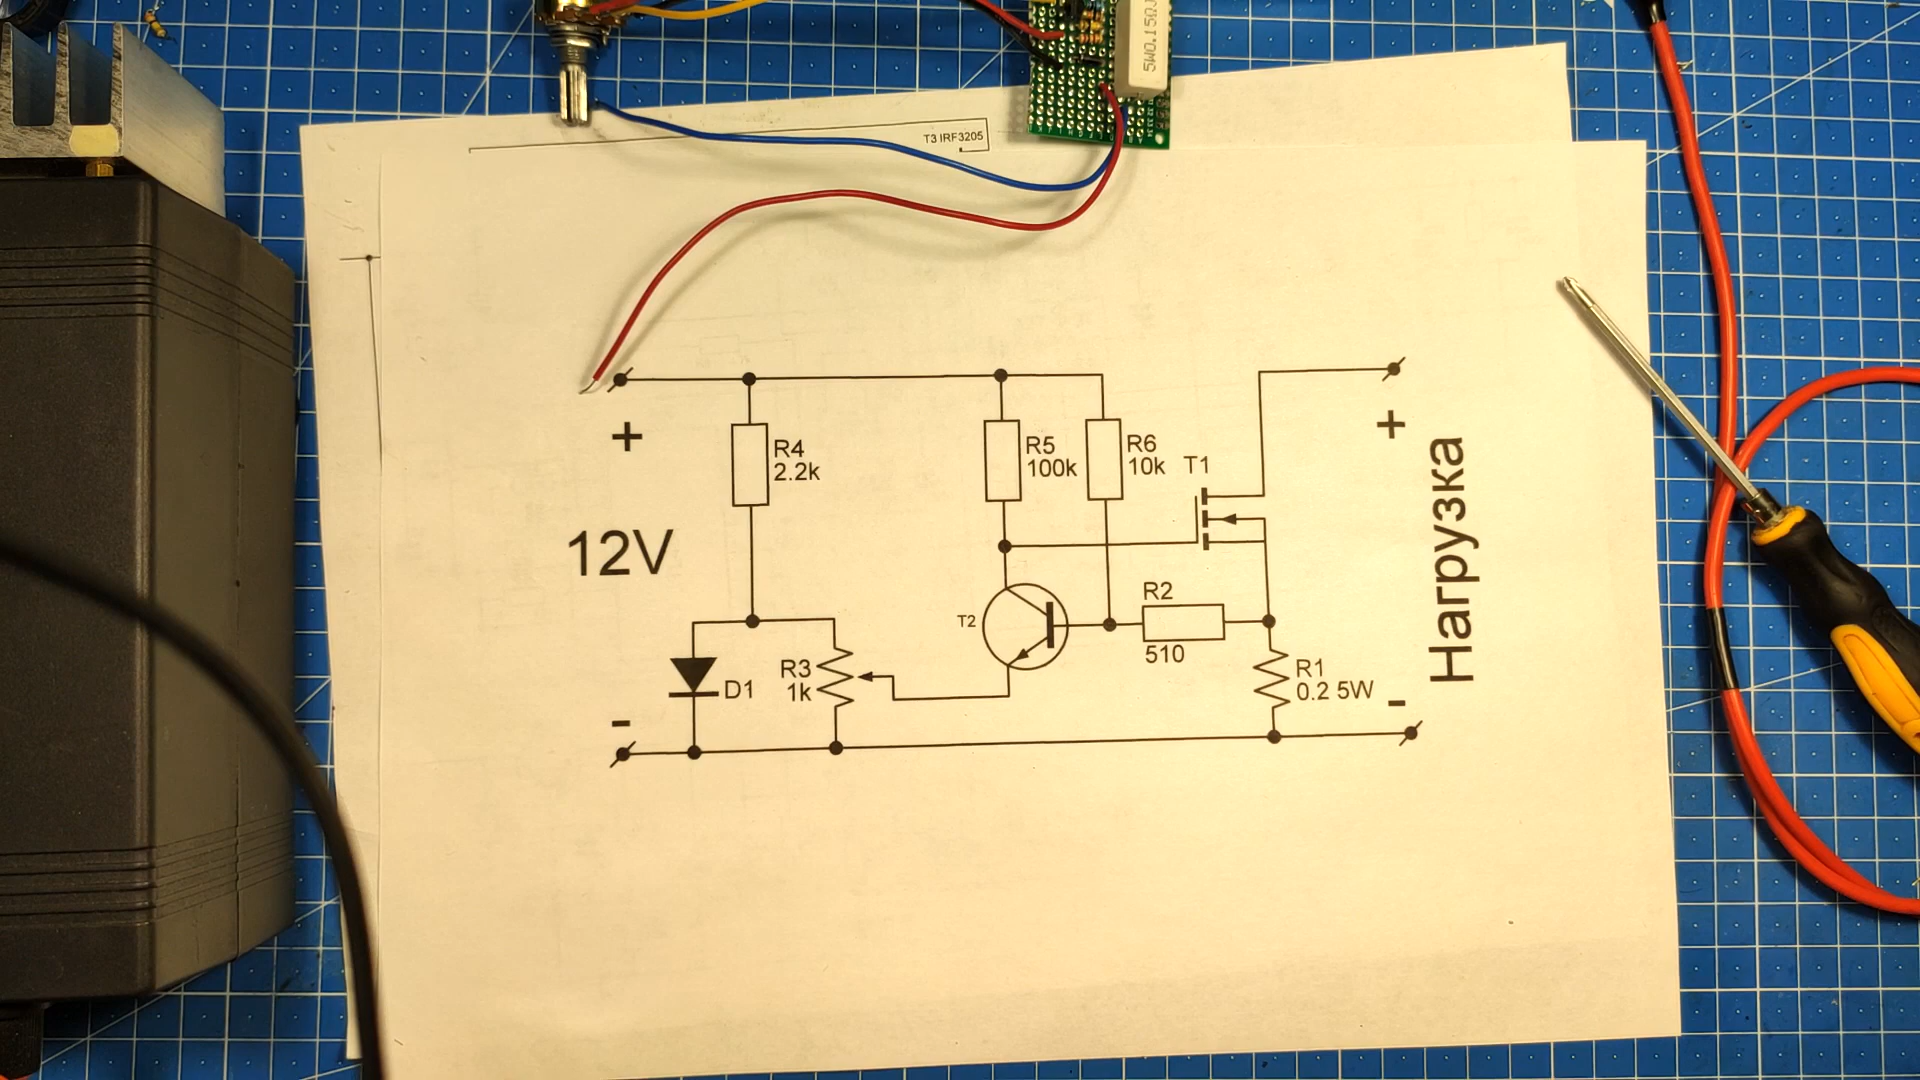 5W0.15ΩJ
T3 IRF3205
+
R4
2.2k
R5
100k
R6
10k
T1
+
12V
Нагрузка
T2
R2
510
D1
R3
1k
R1
0.2 5W
-
-